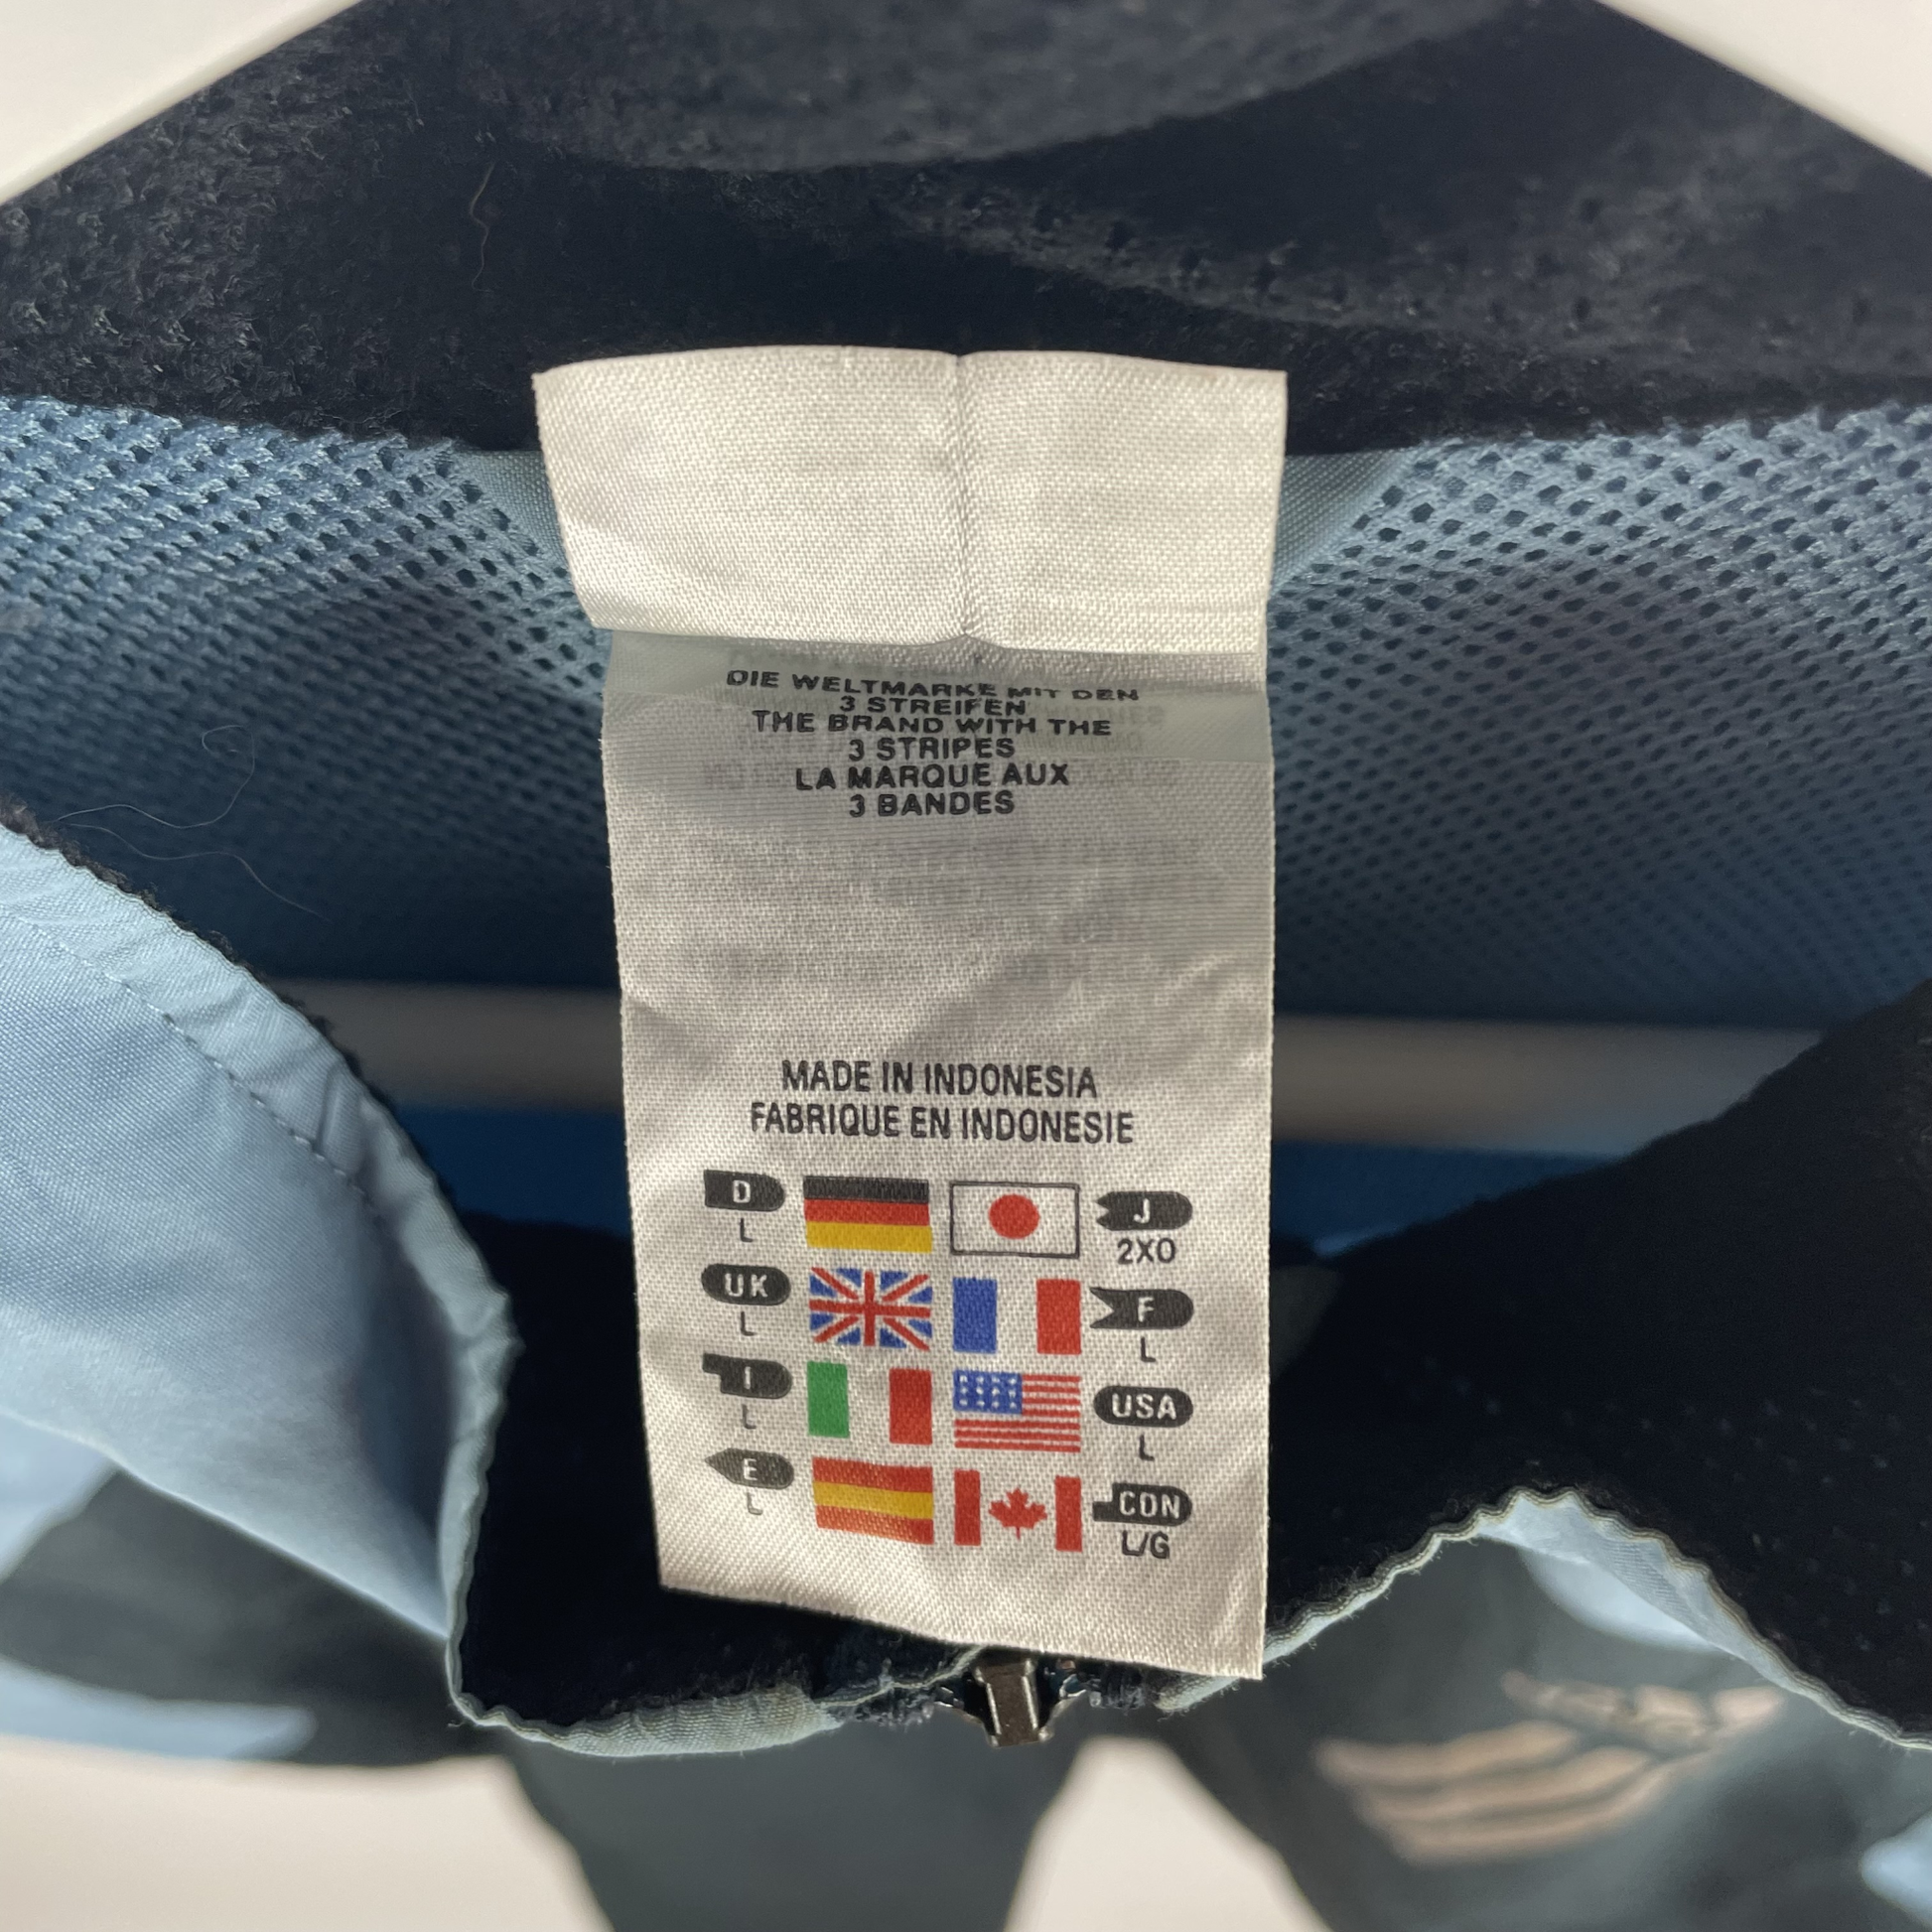 DIE WELTMARKE MIT DEN
3 STREIFEN
THE BRAND WITH THE
3 STRIPES
LA MARQUE AUX
3 BANDES
MADE IN INDONESIA
FABRIQUE EN INDONESIE
D J
L 2XO
UK F
L L
I USA
L L
E CDN
L L/G